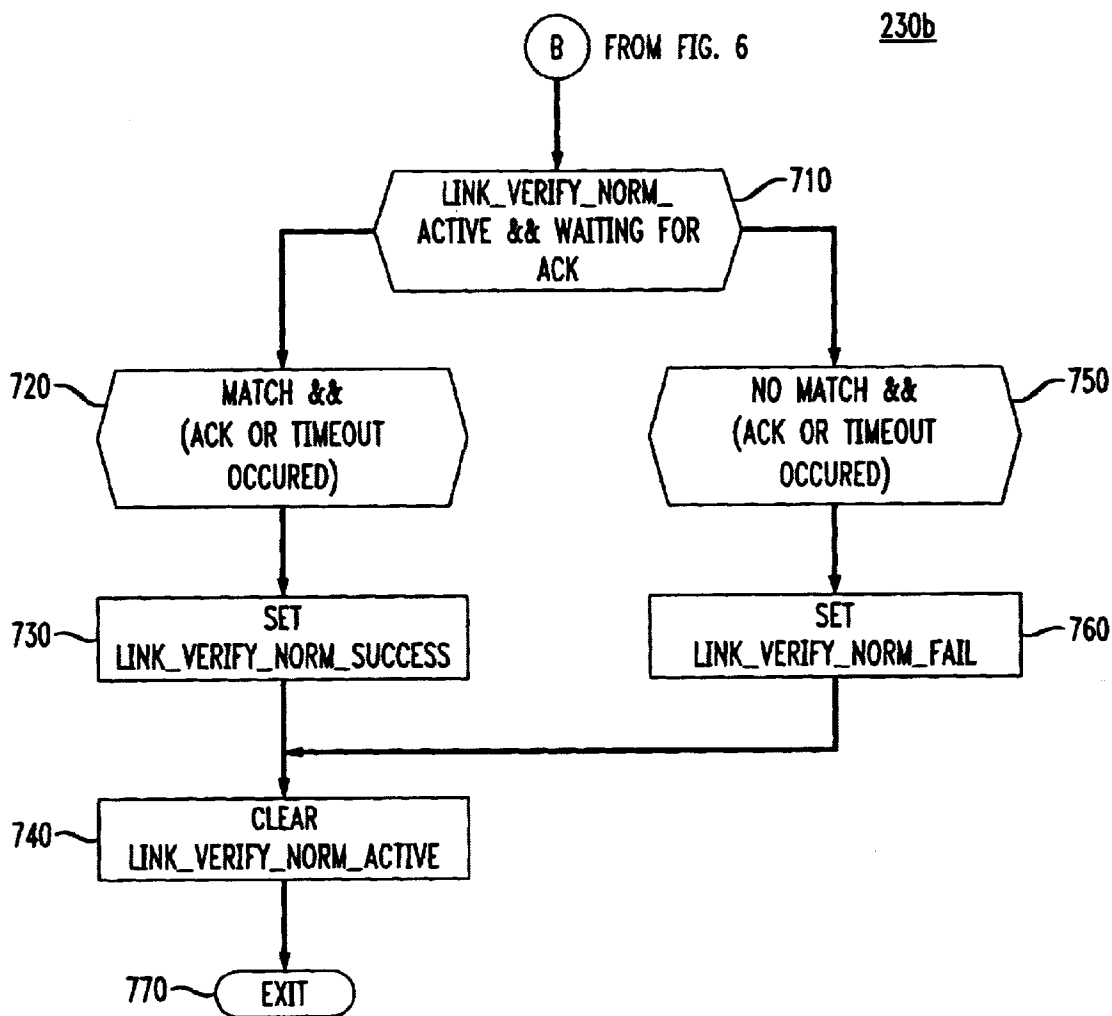 230b
B FROM FIG. 6
LINK_VERIFY_NORM_
ACTIVE && WAITING FOR
ACK
710
720
MATCH &&
(ACK OR TIMEOUT
OCCURED)
NO MATCH &&
(ACK OR TIMEOUT
OCCURED)
750
730
SET
LINK_VERIFY_NORM_SUCCESS
SET
LINK_VERIFY_NORM_FAIL
760
740
CLEAR
LINK_VERIFY_NORM_ACTIVE
770
EXIT